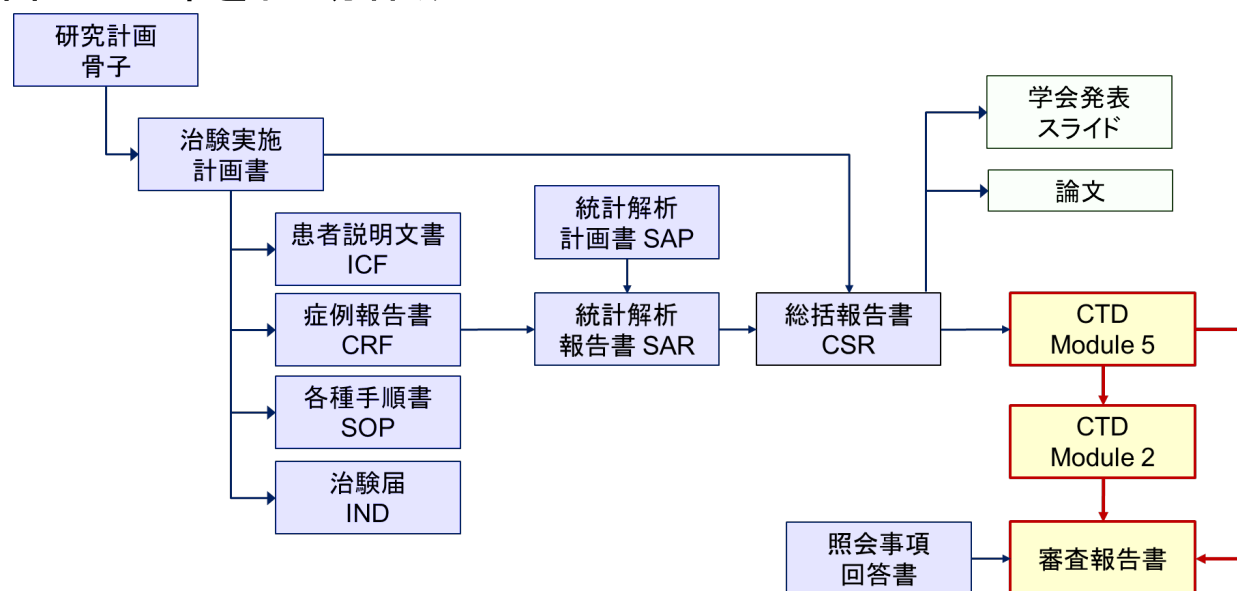 研究計画
骨子
治験実施
計画書
患者説明文書
ICF
症例報告書
CRF
各種手順書
SOP
治験届
IND
統計解析
計画書 SAP
統計解析
報告書 SAR
総括報告書
CSR
学会発表
スライド
論文
CTD
Module 5
CTD
Module 2
照会事項
回答書
審査報告書